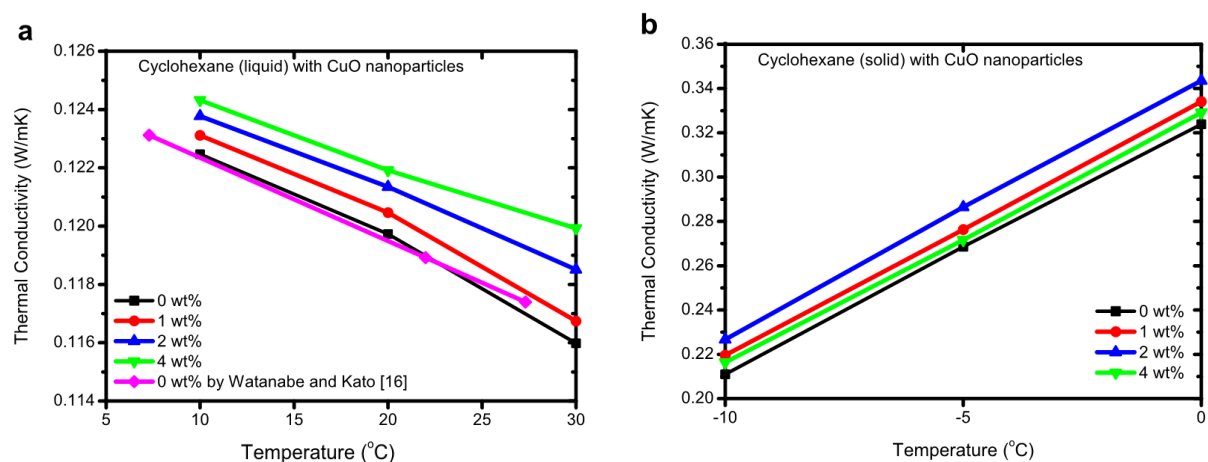 a
Cyclohexane (liquid) with CuO nanoparticles
Thermal Conductivity (W/mK)
0.126
0.124
0.122
0.120
0.118
0.116
0.114
0 wt%
1 wt%
2 wt%
4 wt%
0 wt% by Watanabe and Kato [16]
5 10 15 20 25 30
Temperature (°C)
b
Cyclohexane (solid) with CuO nanoparticles
Thermal Conductivity (W/mK)
0.36
0.34
0.32
0.30
0.28
0.26
0.24
0.22
0.20
0 wt%
1 wt%
2 wt%
4 wt%
-10 -5 0
Temperature (°C)